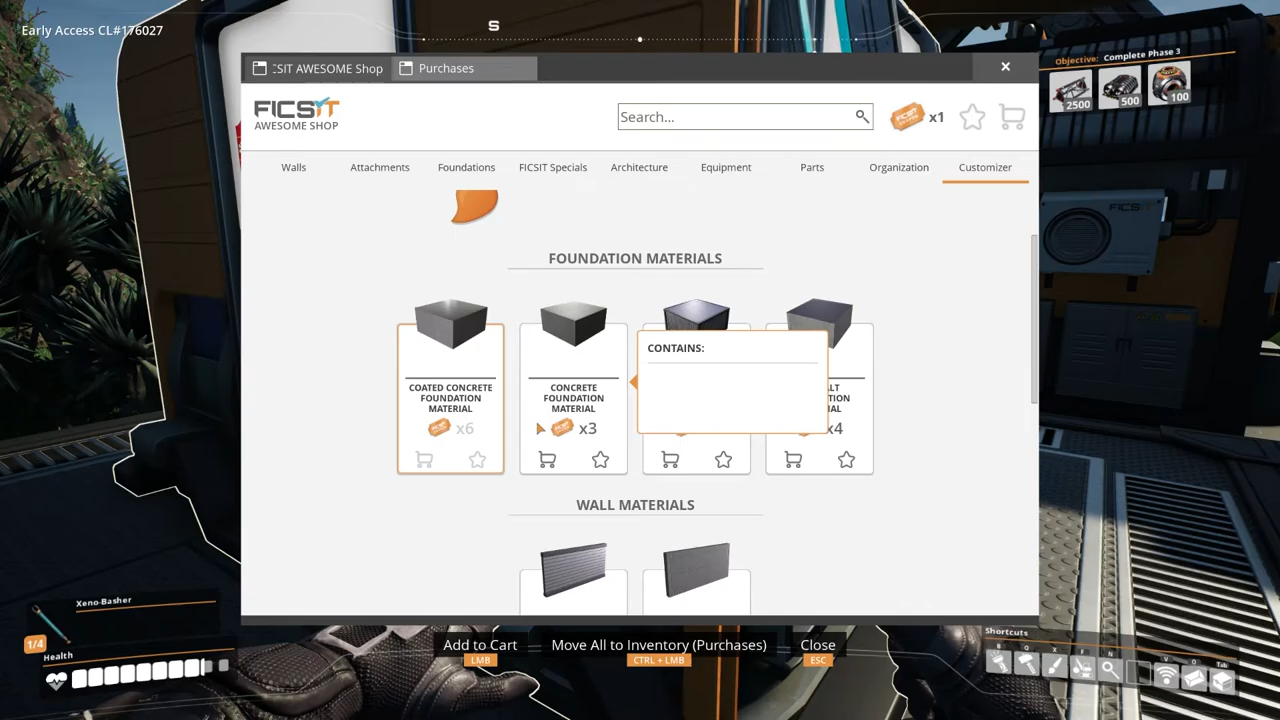 Early Access CL#176027
S
Objective: Complete Phase 3
2500 500 100
SIT AWESOME Shop
Purchases
×
FICSIT
AWESOME SHOP
Search...
x1
Walls Attachments Foundations FICSIT Specials Architecture Equipment Parts Organization Customizer
FICSIT
FOUNDATION MATERIALS
COATED CONCRETE
FOUNDATION
MATERIAL
x6
CONCRETE
FOUNDATION
MATERIAL
x3
CONTAINS:
x4
WALL MATERIALS
Xeno-Basher
1/4
Health
Add to Cart
LMB
Move All to Inventory (Purchases)
CTRL + LMB
Close
ESC
Shortcuts
B Q X F N V O Tab